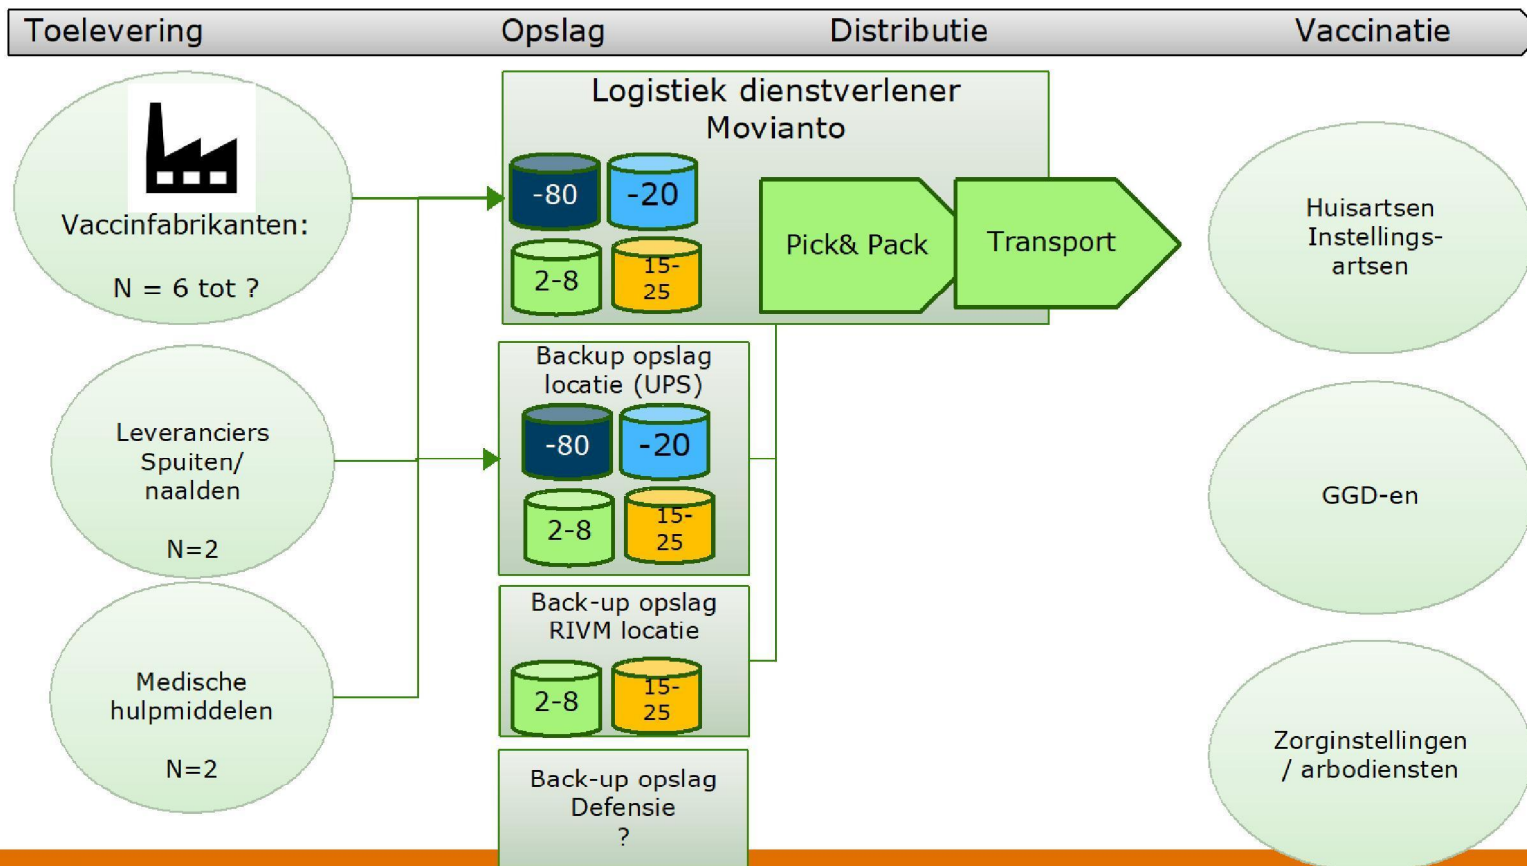 Toelevering
Opslag
Distributie
Vaccinatie
Vaccinfabrikanten:
N = 6 tot ?
Leveranciers
Spuiten/
naalden
N=2
Medische
hulpmiddelen
N=2
Logistiek dienstverlener
Movianto
-80
-20
2-8
15-
25
Pick& Pack
Transport
Backup opslag
locatie (UPS)
-80
-20
2-8
15-
25
Back-up opslag
RIVM locatie
2-8
15-
25
Back-up opslag
Defensie
?
Huisartsen
Instellings-
artsen
GGD-en
Zorginstellingen
/ arbodiensten